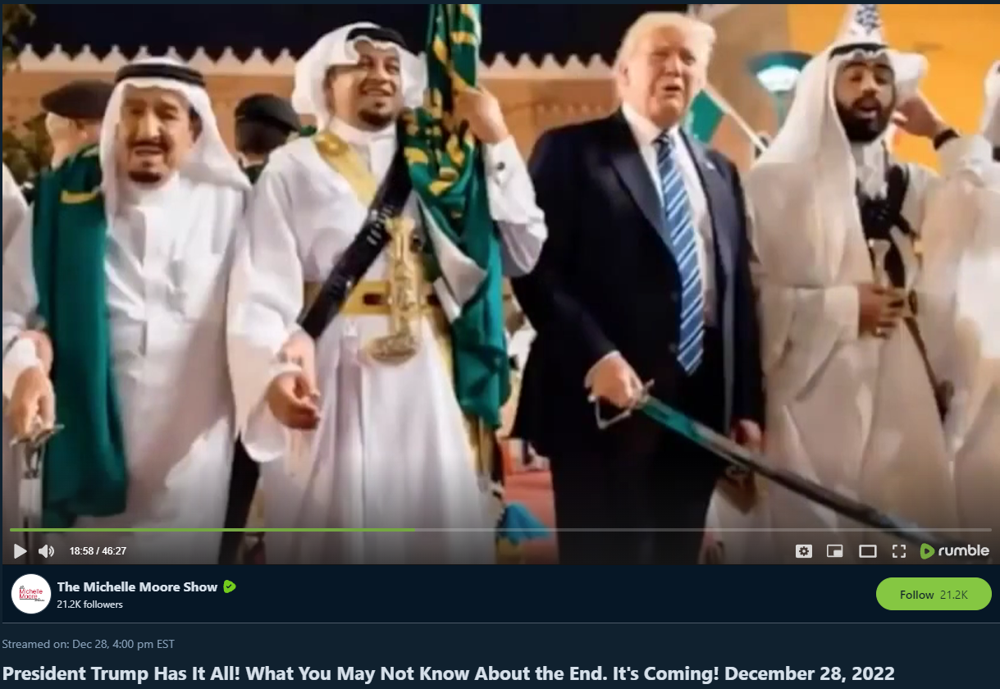 18:58 / 46:27
rumble
Michelle
Moore
The Michelle Moore Show
21.2K followers
Follow 21.2K
Streamed on: Dec 28, 4:00 pm EST
President Trump Has It All! What You May Not Know About the End. It's Coming! December 28, 2022